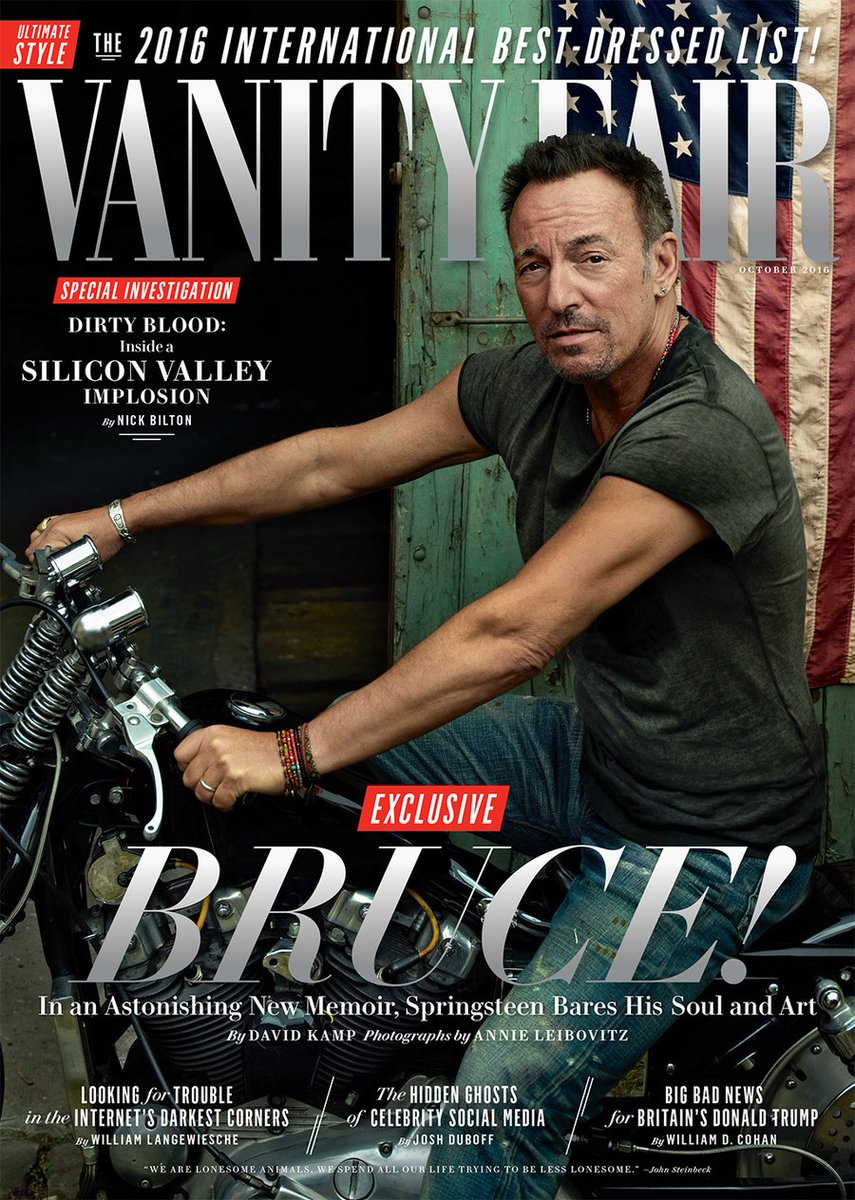 ULTIMATE
STYLE
THE 2016 INTERNATIONAL BEST-DRESSED LIST!
VANITY FAIR
OCTOBER 2016
SPECIAL INVESTIGATION
DIRTY BLOOD:
Inside a
SILICON VALLEY
IMPLOSION
By NICK BILTON
EXCLUSIVE
BRUCE!
In an Astonishing New Memoir, Springsteen Bares His Soul and Art
By DAVID KAMP Photographs by ANNIE LEIBOVITZ
LOOKING for TROUBLE
in the INTERNET'S DARKEST CORNERS
By WILLIAM LANGEWIESCHE
The HIDDEN GHOSTS
of CELEBRITY SOCIAL MEDIA
By JOSH DUBOFF
BIG BAD NEWS
for BRITAIN'S DONALD TRUMP
By WILLIAM D. COHAN
"WE ARE LONESOME ANIMALS. WE SPEND ALL OUR LIFE TRYING TO BE LESS LONESOME." —John Steinbeck